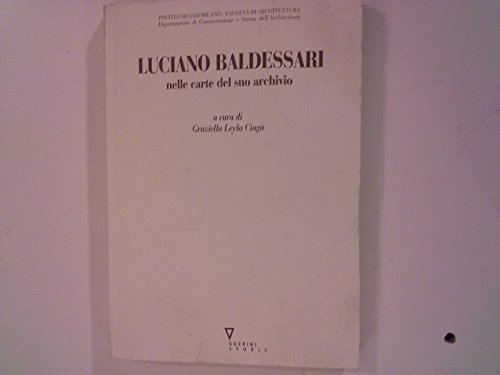 POLITECNICO DI MILANO - FACOLTÀ DI ARCHITETTURA
Dipartimento di Conservazione e Storia dell'Architettura
LUCIANO BALDESSARI
nelle carte del suo archivio
a cura di
Graziella Leyla Ciagà
GUERINI
STUDIO